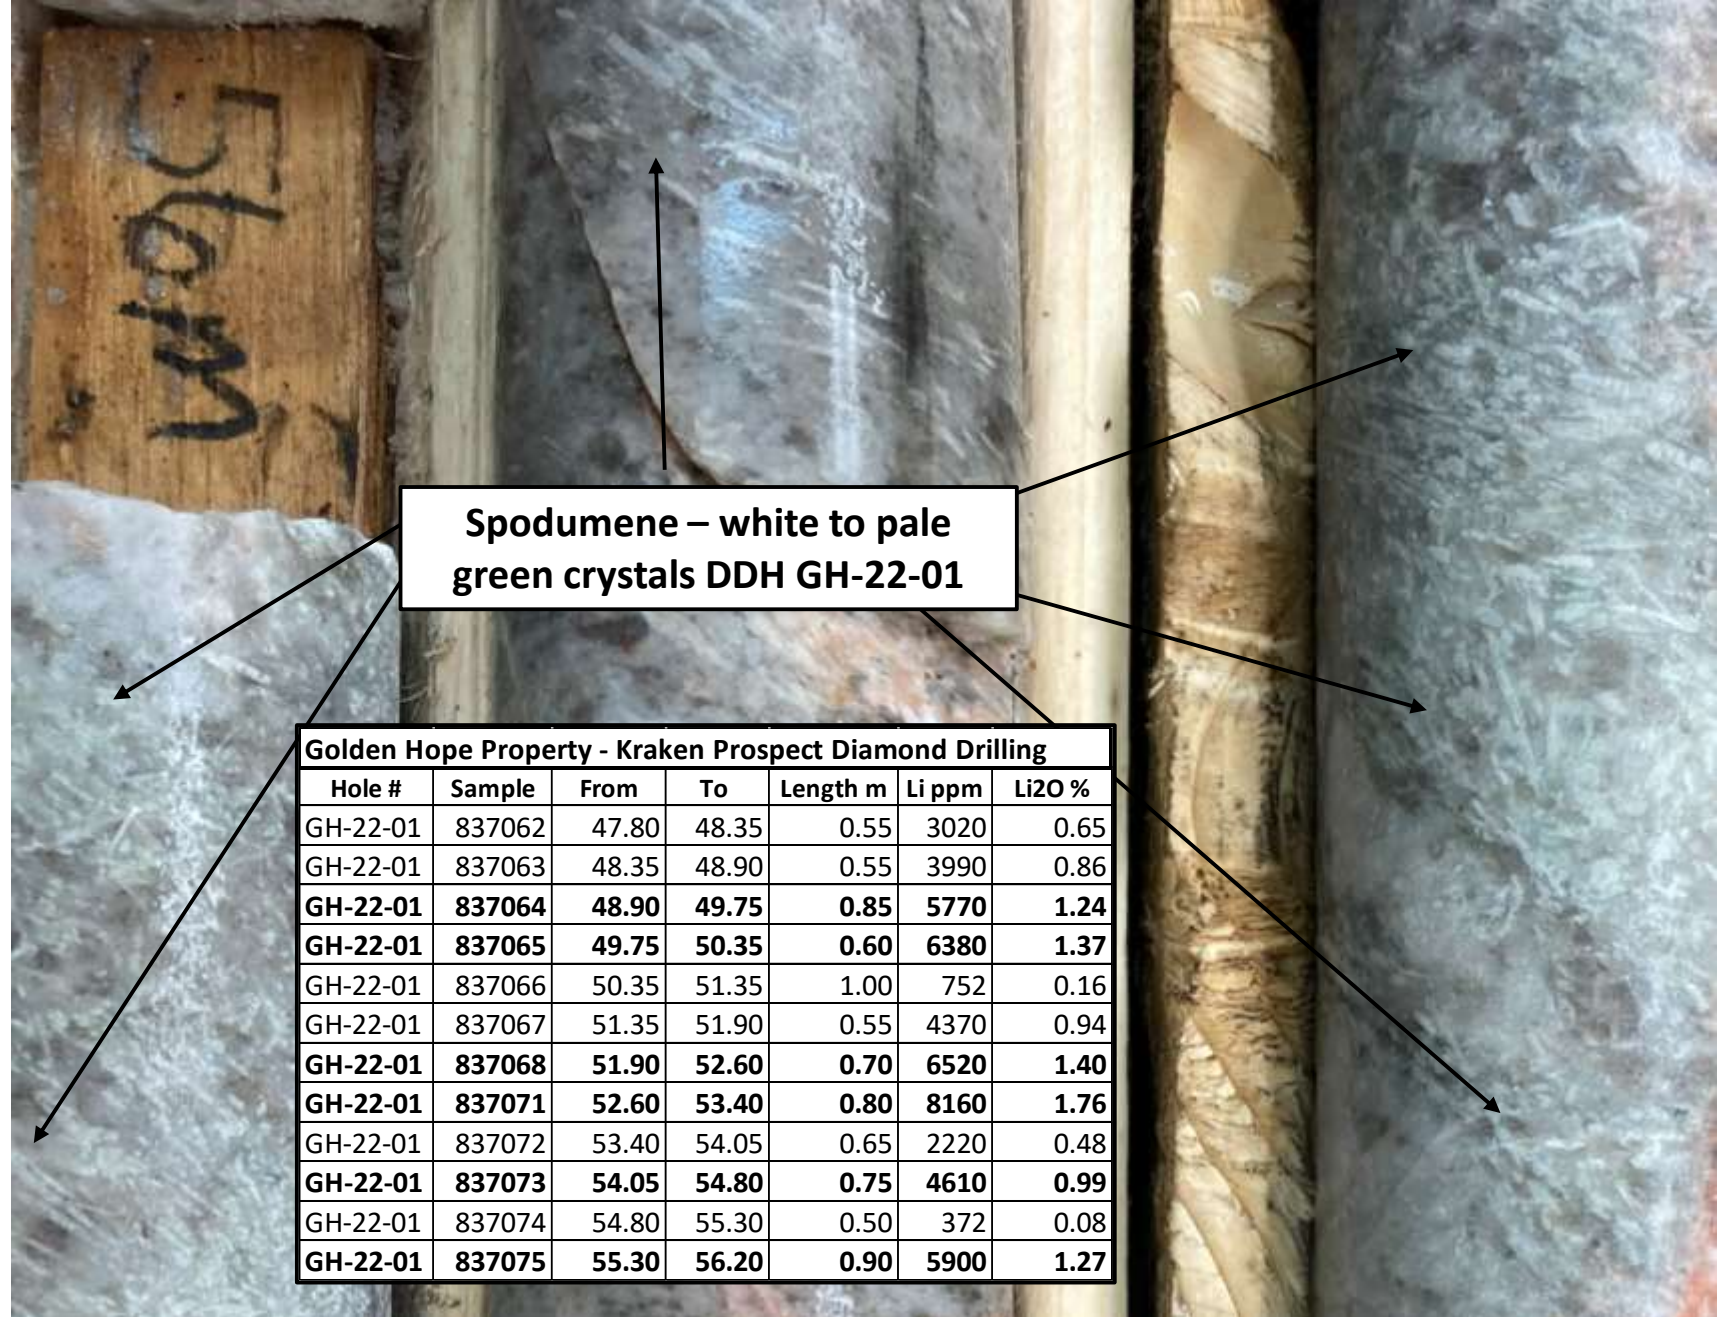 56m
Spodumene – white to pale
green crystals DDH GH-22-01
Golden Hope Property - Kraken Prospect Diamond Drilling
Hole # Sample From To Length m Li ppm Li2O %
GH-22-01 837062 47.80 48.35 0.55 3020 0.65
GH-22-01 837063 48.35 48.90 0.55 3990 0.86
GH-22-01 837064 48.90 49.75 0.85 5770 1.24
GH-22-01 837065 49.75 50.35 0.60 6380 1.37
GH-22-01 837066 50.35 51.35 1.00 752 0.16
GH-22-01 837067 51.35 51.90 0.55 4370 0.94
GH-22-01 837068 51.90 52.60 0.70 6520 1.40
GH-22-01 837071 52.60 53.40 0.80 8160 1.76
GH-22-01 837072 53.40 54.05 0.65 2220 0.48
GH-22-01 837073 54.05 54.80 0.75 4610 0.99
GH-22-01 837074 54.80 55.30 0.50 372 0.08
GH-22-01 837075 55.30 56.20 0.90 5900 1.27